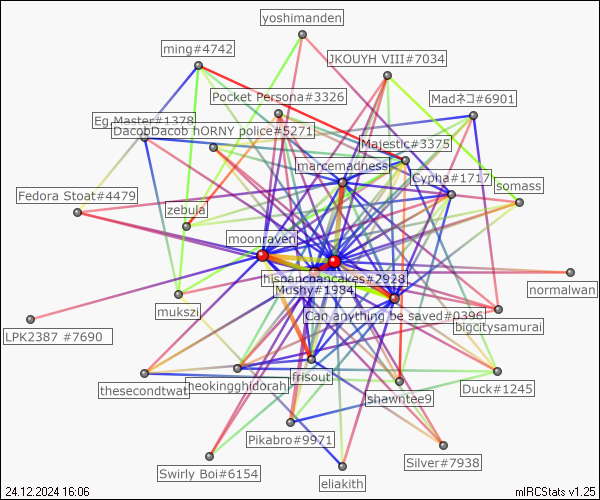 yoshimanden
ming#4742
JKOUYH VIII#7034
Pocket Persona#3326
Madネコ#6901
Eg Master#1378
DacobDacob hORNY police#5271
Majestic#3375
marcemadness
Cypha#1717
somass
Fedora Stoat#4479
zebula
moonraven
hispanchancakes#2928
normalwan
Mushy#1984
mukszi
Can anything be saved#0396
bigcitysamurai
LPK2387 #7690
frisout
thesecondtwat
heokingghidorah
Duck#1245
shawntee9
Pikabro#9971
Silver#7938
Swirly Boi#6154
eliakith
24.12.2024 16:06
mIRCStats v1.25